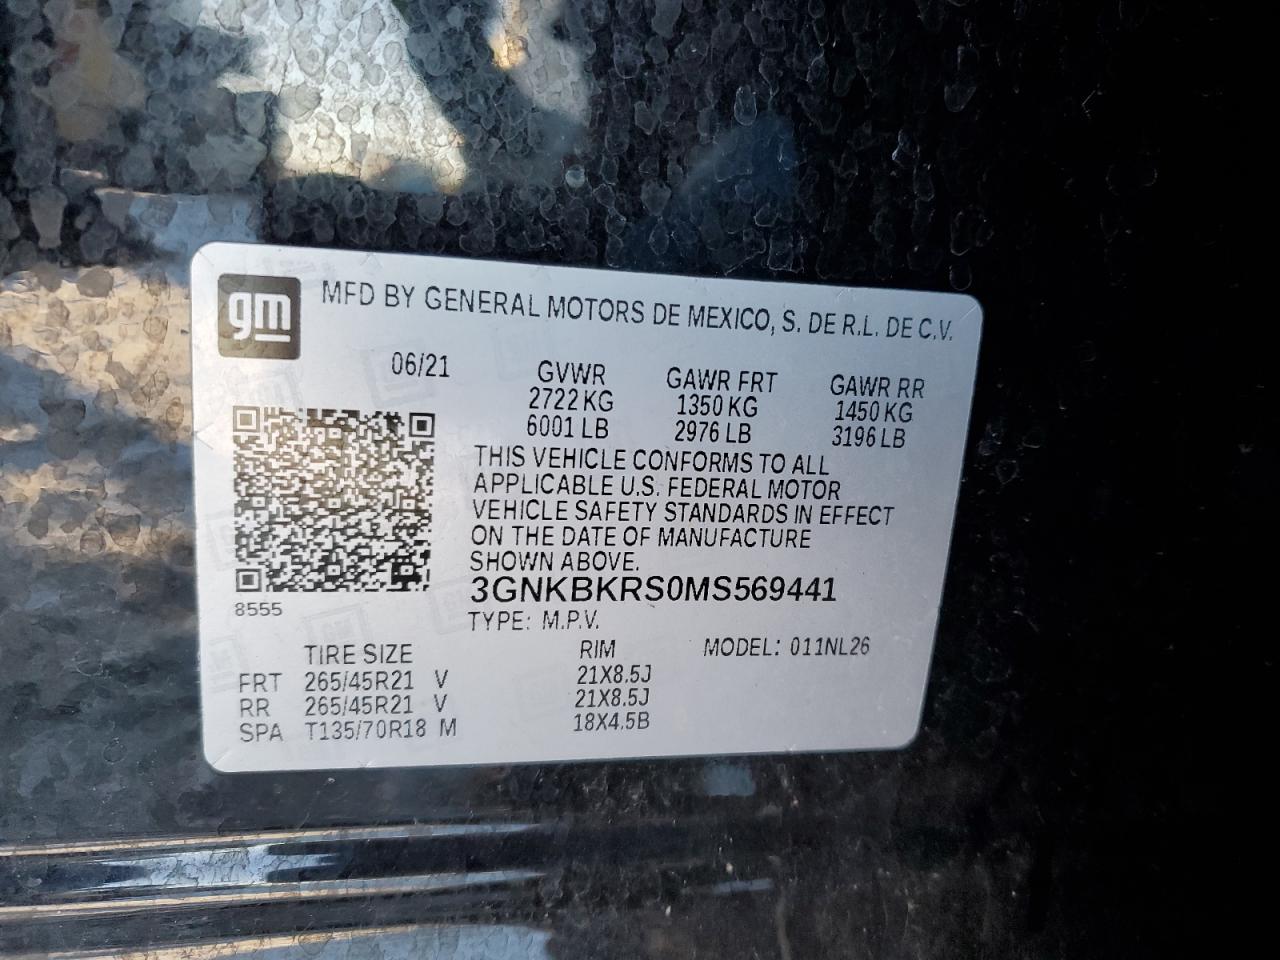 gm MFD BY GENERAL MOTORS DE MEXICO, S. DE R.L. DE C.V.
06/21 GVWR GAWR FRT GAWR RR
2722 KG 1350 KG 1450 KG
6001 LB 2976 LB 3196 LB
THIS VEHICLE CONFORMS TO ALL
APPLICABLE U.S. FEDERAL MOTOR
VEHICLE SAFETY STANDARDS IN EFFECT
ON THE DATE OF MANUFACTURE
SHOWN ABOVE.
3GNKBKRS0MS569441
8555
TYPE: M.P.V.
TIRE SIZE RIM MODEL: 011NL26
FRT 265/45R21 V 21X8.5J
RR 265/45R21 V 21X8.5J
SPA T135/70R18 M 18X4.5B